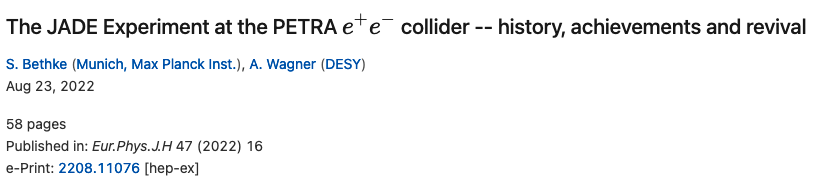 The JADE Experiment at the PETRA e⁺e⁻ collider -- history, achievements and revival
S. Bethke (Munich, Max Planck Inst.), A. Wagner (DESY)
Aug 23, 2022
58 pages
Published in: Eur.Phys.J.H 47 (2022) 16
e-Print: 2208.11076 [hep-ex]